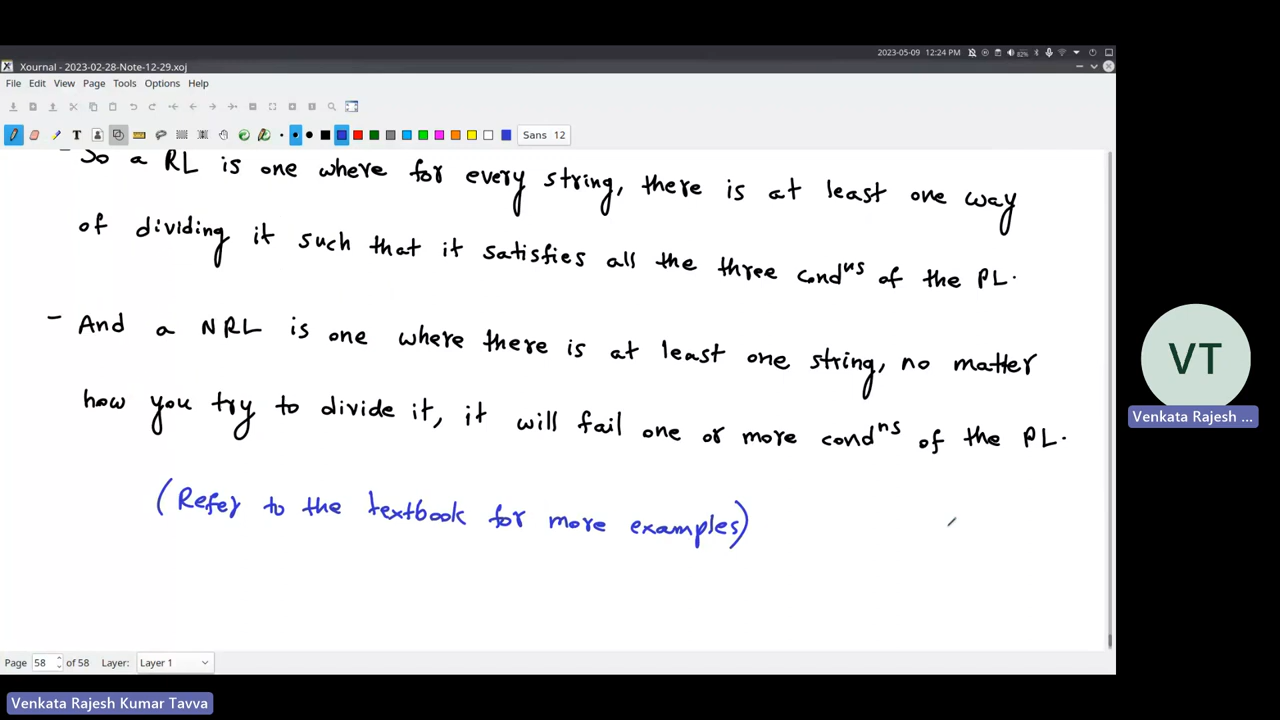 2023-05-09 12:24 PM
Xournal - 2023-02-28-Note-12-29.xoj
File Edit View Page Tools Options Help
Sans 12
- So a RL is one where for every string, there is at least one way
of dividing it such that it satisfies all the three condns of the PL.
- And a NRL is one where there is at least one string, no matter
how you try to divide it, it will fail one or more condns of the PL.
(Refer to the textbook for more examples)
VT
Venkata Rajesh ...
Page 58 of 58 Layer: Layer 1
Venkata Rajesh Kumar Tavva